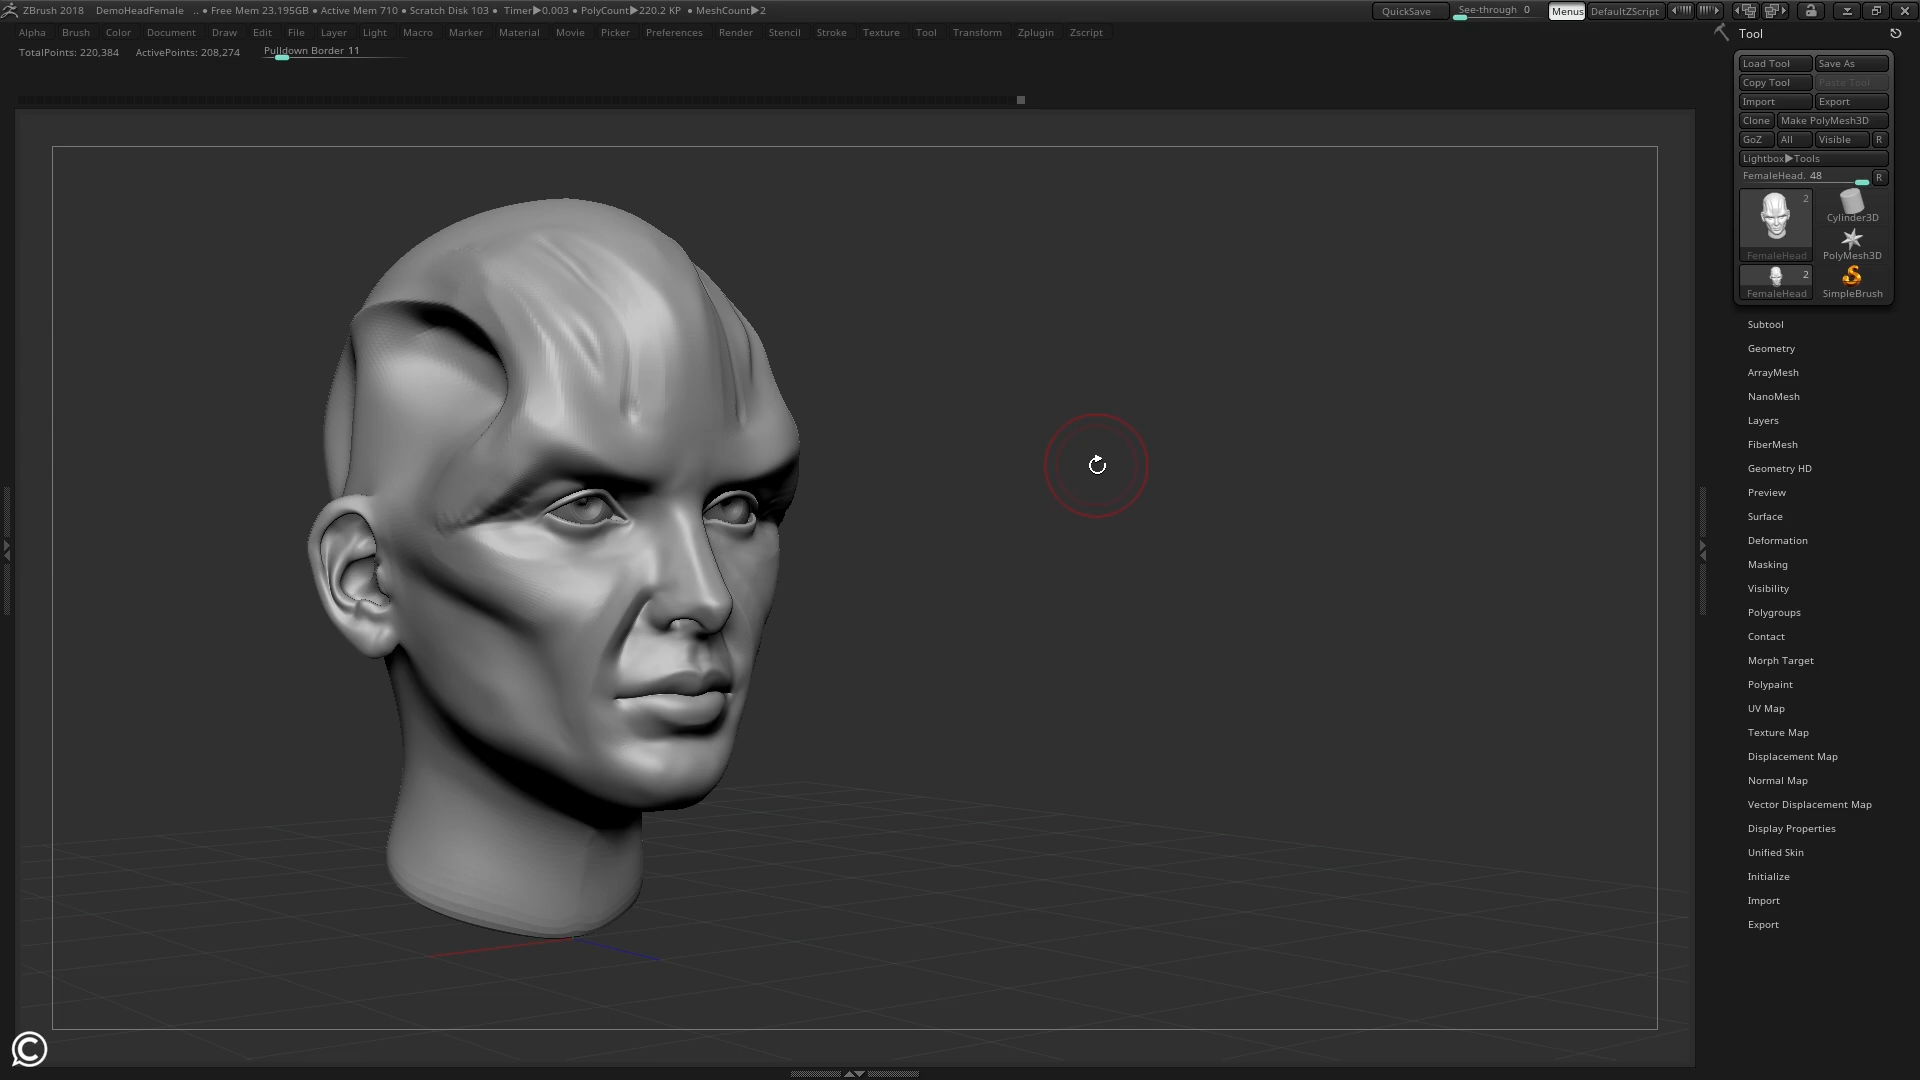 ZBrush 2018 DemoHeadFemale .. ● Free Mem 23.195GB ● Active Mem 710 ● Scratch Disk 103 ● Timer▶0.003 ● PolyCount▶220.2 KP ● MeshCount▶2 QuickSave See-through 0 Menus DefaultZScript
Alpha Brush Color Document Draw Edit File Layer Light Macro Marker Material Movie Picker Preferences Render Stencil Stroke Texture Tool Transform Zplugin Zscript
TotalPoints: 220,384 ActivePoints: 208,274 Pulldown Border 11
Tool
Load Tool Save As
Copy Tool Paste Tool
Import Export
Clone Make PolyMesh3D
GoZ All Visible R
Lightbox▶Tools
FemaleHead. 48 R
2
Cylinder3D
FemaleHead PolyMesh3D
2
FemaleHead SimpleBrush
Subtool
Geometry
ArrayMesh
NanoMesh
Layers
FiberMesh
Geometry HD
Preview
Surface
Deformation
Masking
Visibility
Polygroups
Contact
Morph Target
Polypaint
UV Map
Texture Map
Displacement Map
Normal Map
Vector Displacement Map
Display Properties
Unified Skin
Initialize
Import
Export